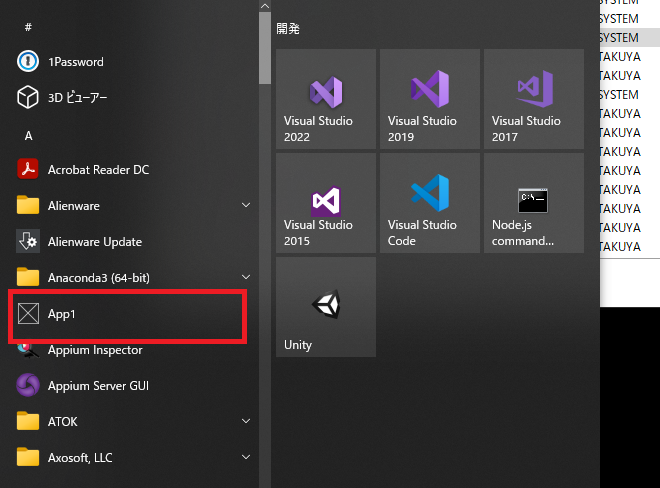 #
1Password
3D ビューアー
A
Acrobat Reader DC
Alienware
Alienware Update
Anaconda3 (64-bit)
App1
Appium Inspector
Appium Server GUI
ATOK
Axosoft, LLC
開発
Visual Studio
2022
Visual Studio
2019
Visual Studio
2017
Visual Studio
2015
Visual Studio
Code
C:\.
Node.js
command...
Unity
SYSTEM
SYSTEM
TAKUYA
TAKUYA
SYSTEM
TAKUYA
TAKUYA
TAKUYA
TAKUYA
TAKUYA
TAKUYA
TAKUYA
TAKUYA